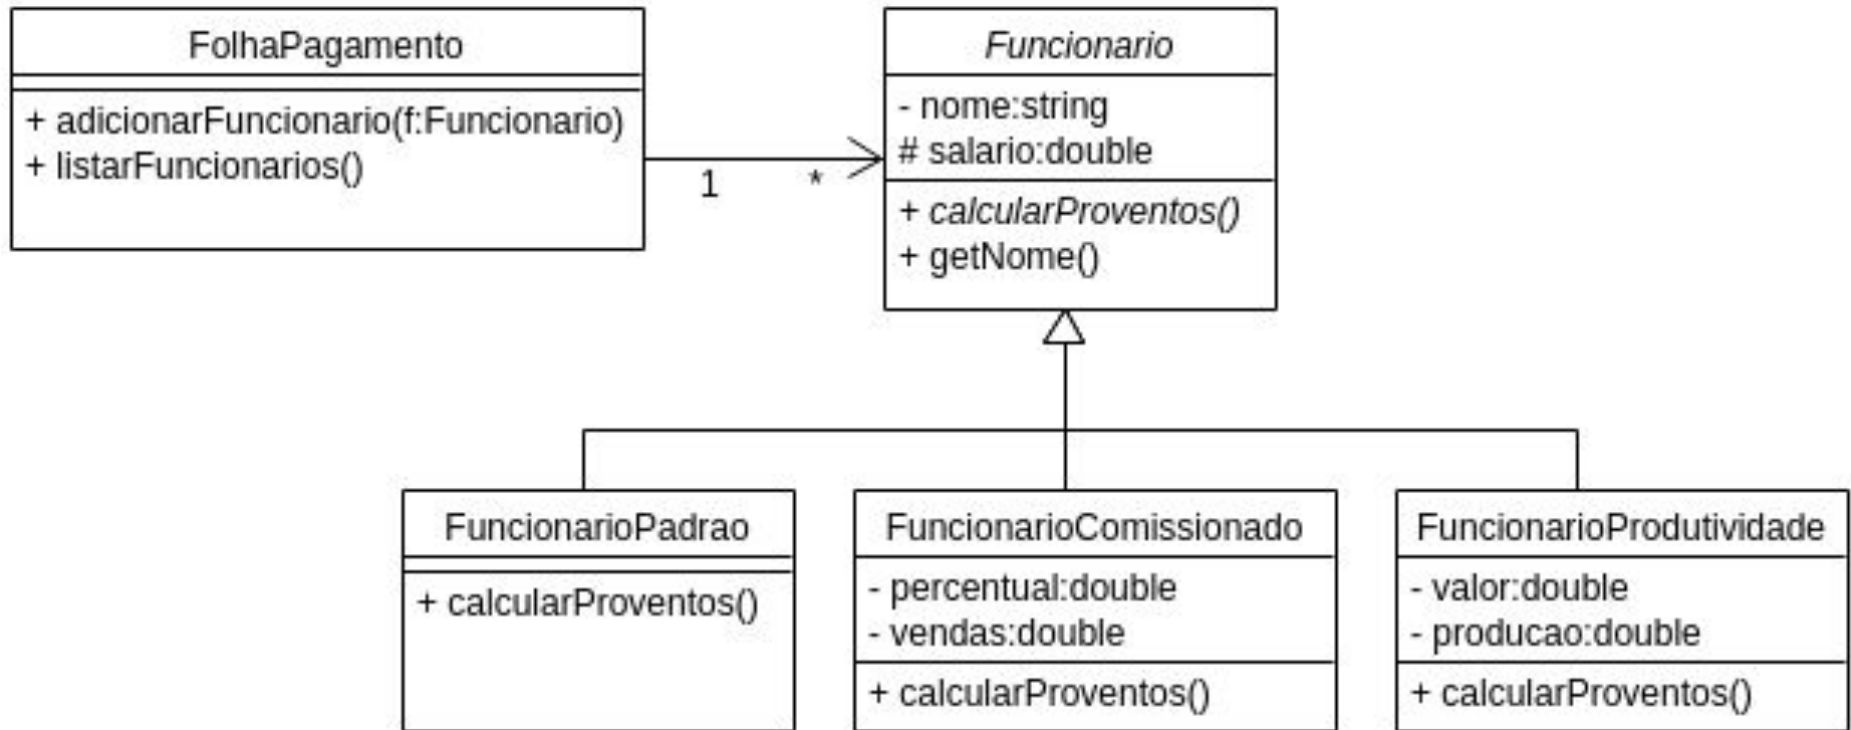 FolhaPagamento
+ adicionarFuncionario(f:Funcionario)
+ listarFuncionarios()
1
*
Funcionario
- nome:string
# salario:double
+ calcularProventos()
+ getNome()
FuncionarioPadrao
+ calcularProventos()
FuncionarioComissionado
- percentual:double
- vendas:double
+ calcularProventos()
FuncionarioProdutividade
- valor:double
- producao:double
+ calcularProventos()